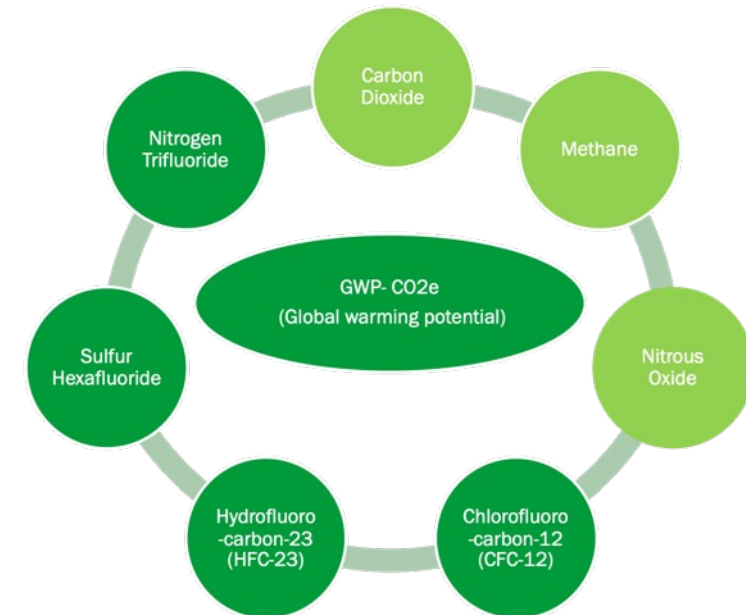 Carbon
Dioxide
Methane
Nitrous
Oxide
Chlorofluoro
-carbon-12
(CFC-12)
Hydrofluoro
-carbon-23
(HFC-23)
Sulfur
Hexafluoride
Nitrogen
Trifluoride
GWP- CO2e
(Global warming potential)